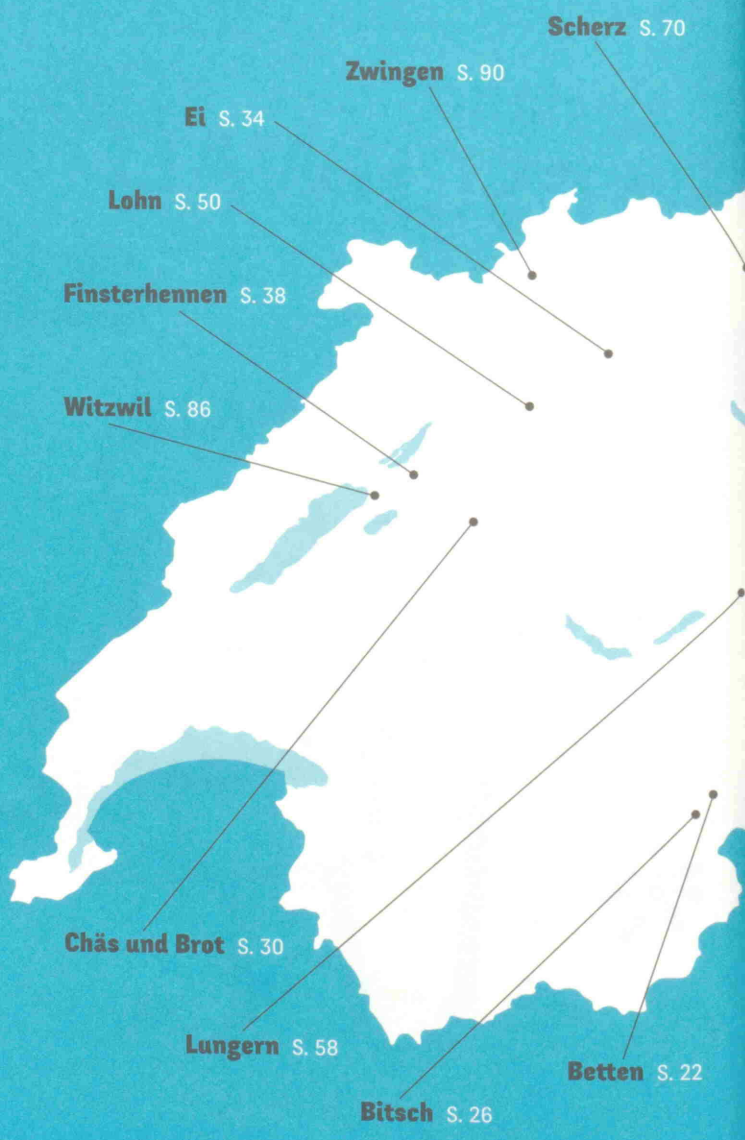 Scherz S. 70
Zwingen S. 90
Ei S. 34
Lohn S. 50
Finsterhennen S. 38
Witzwil S. 86
Chäs und Brot S. 30
Lungern S. 58
Betten S. 22
Bitsch S. 26